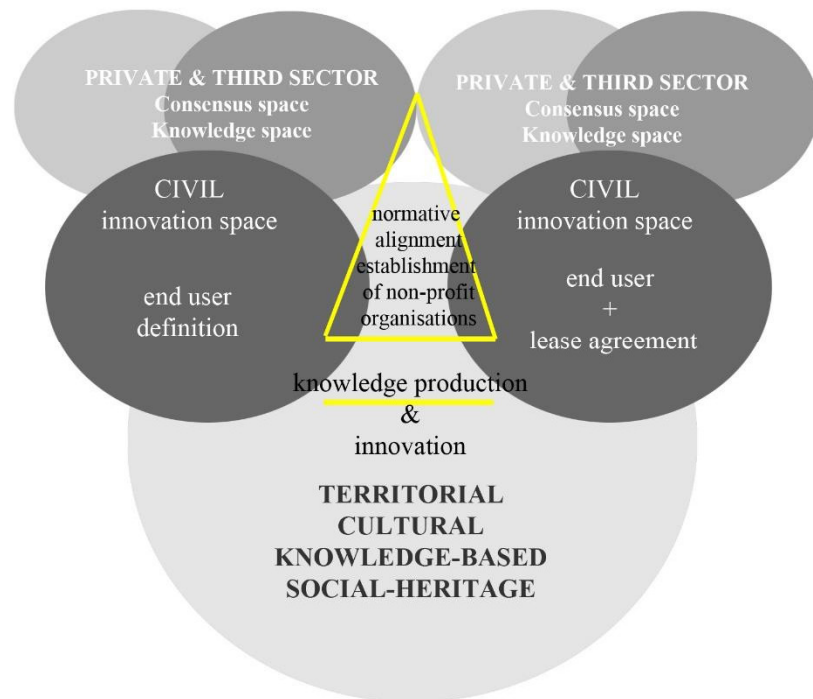 PRIVATE & THIRD SECTOR
Consensus space
Knowledge space
PRIVATE & THIRD SECTOR
Consensus space
Knowledge space
CIVIL
innovation space
end user
definition
normative
alignment
establishment
of non-profit
organisations
CIVIL
innovation space
end user
+
lease agreement
knowledge production
&
innovation
TERRITORIAL
CULTURAL
KNOWLEDGE-BASED
SOCIAL-HERITAGE